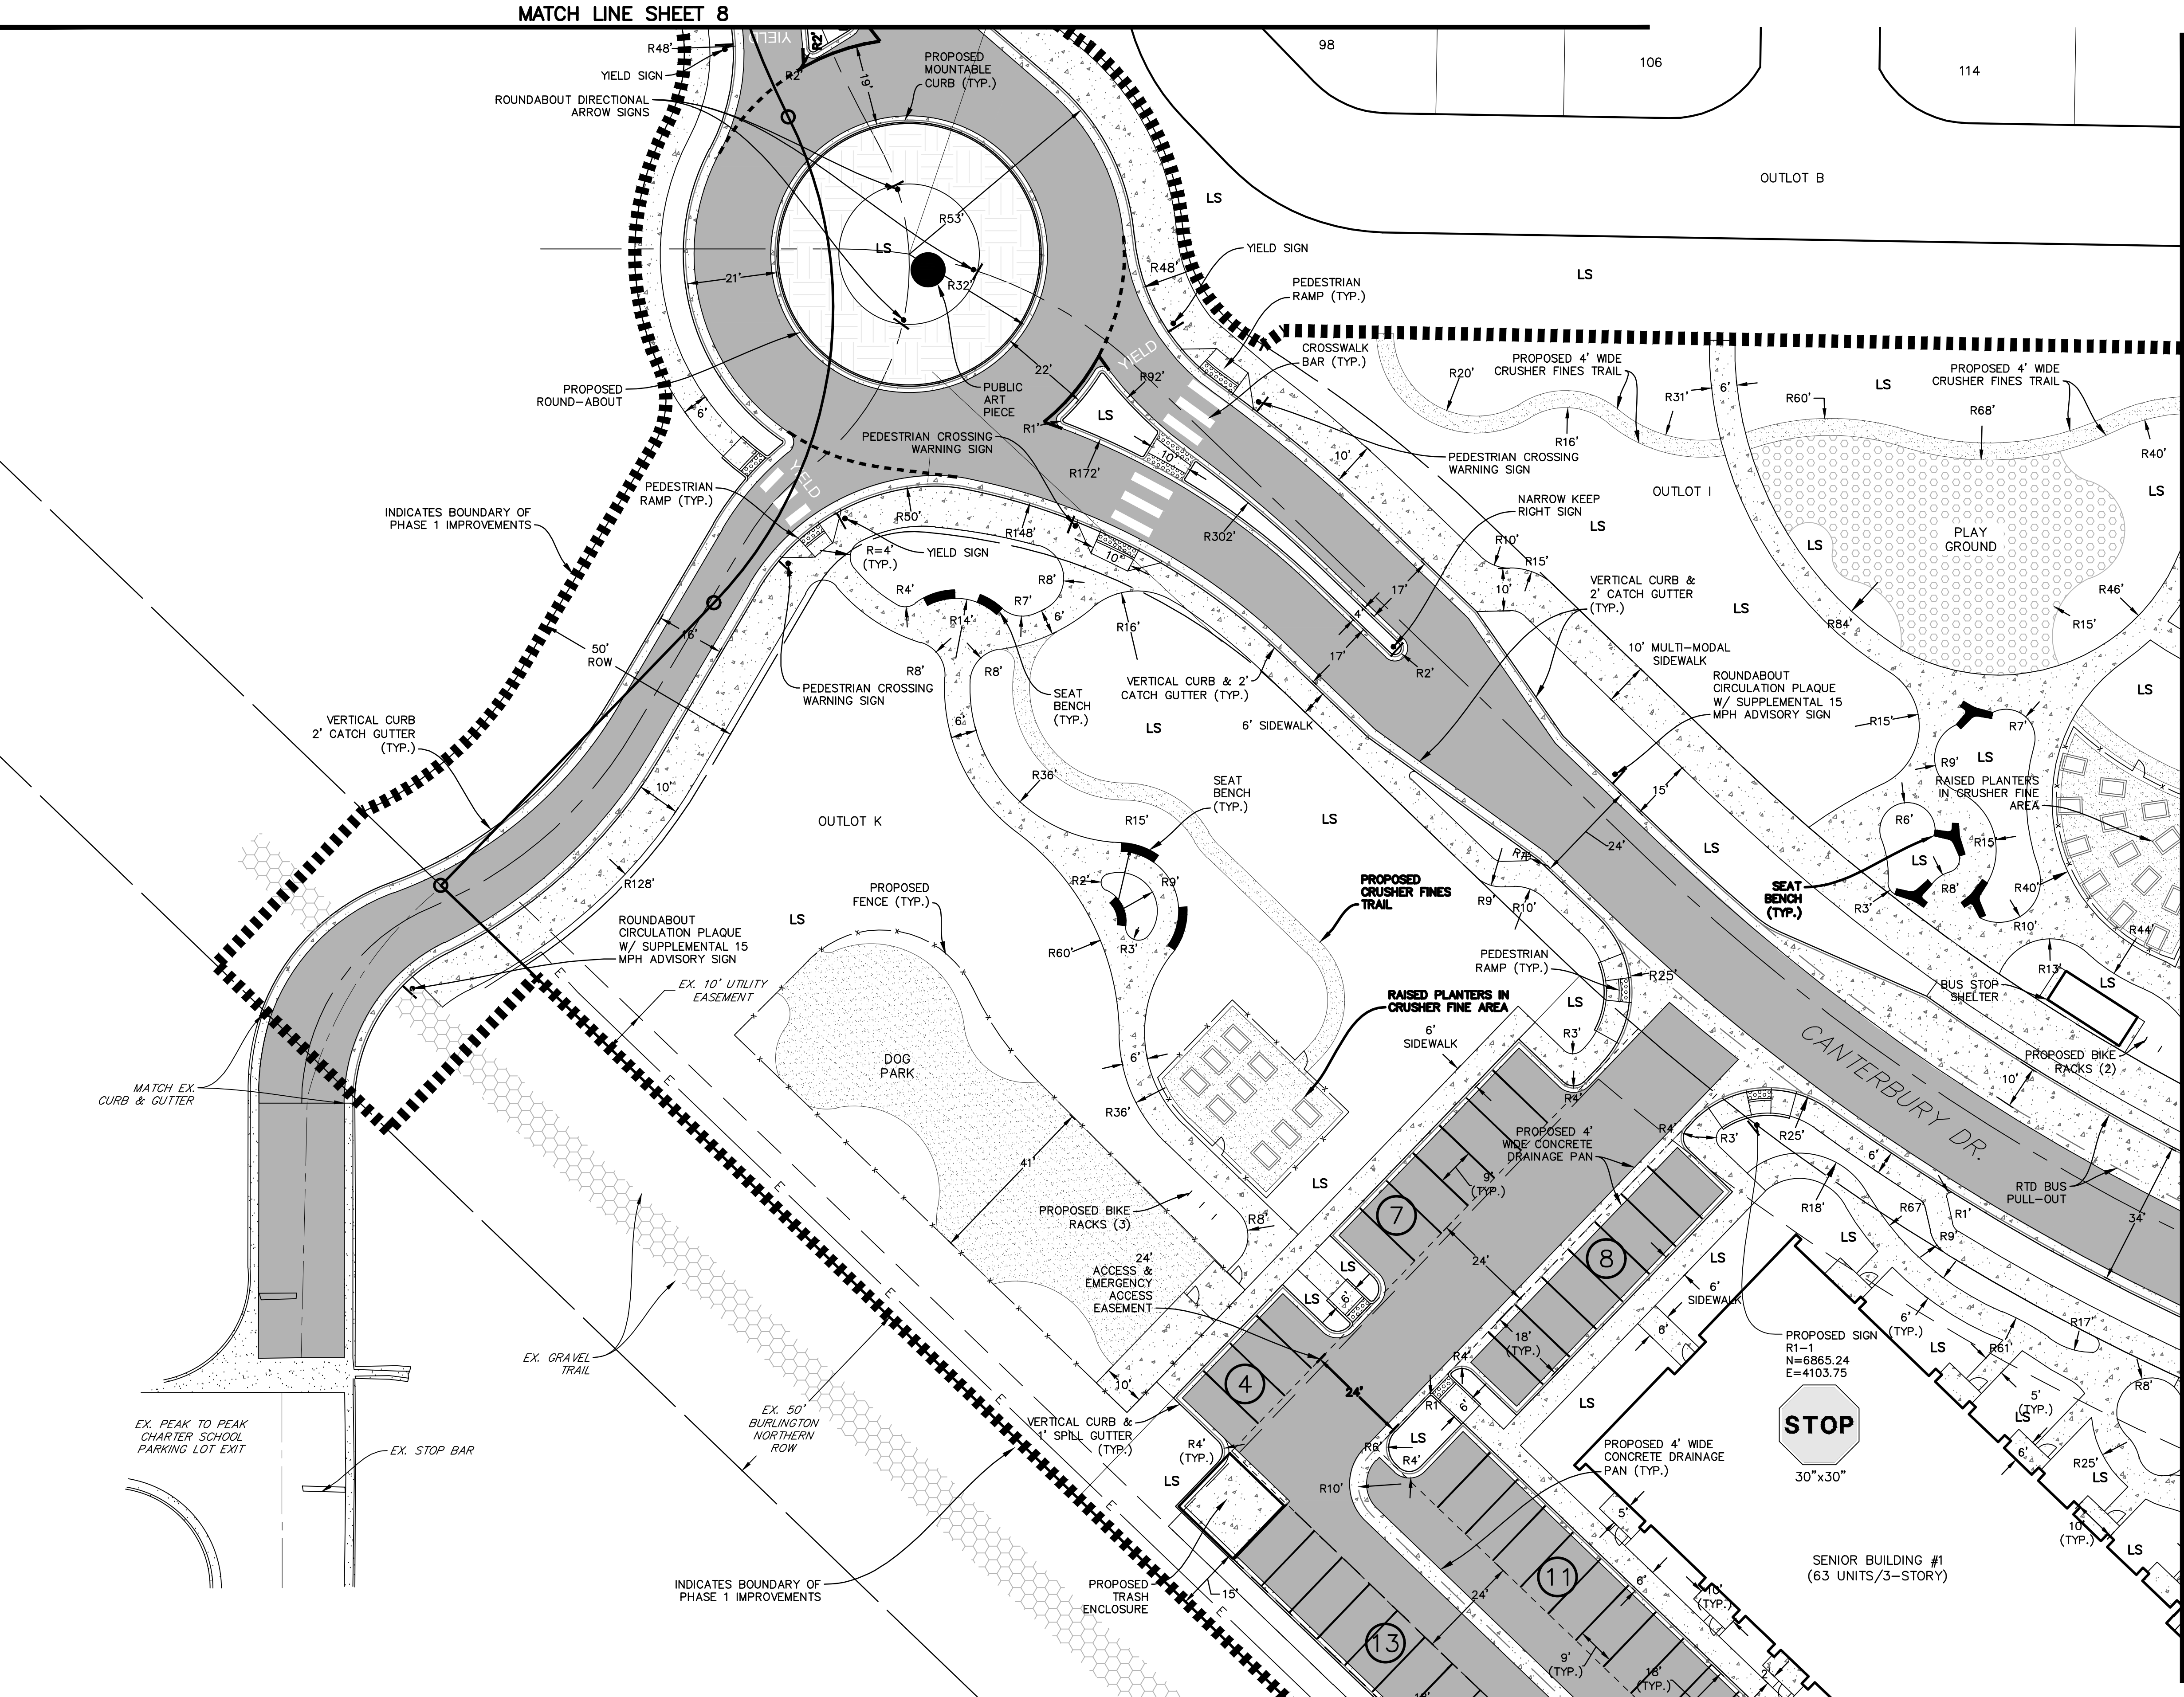 MATCH LINE SHEET 8
R48'
YIELD SIGN
ROUNDABOUT DIRECTIONAL
ARROW SIGNS
YIELD
R2'
R2'
19'
PROPOSED
MOUNTABLE
CURB (TYP.)
98
106
114
OUTLOT B
LS
LS
R53'
LS
R32'
21'
R48'
YIELD SIGN
PEDESTRIAN
RAMP (TYP.)
CROSSWALK
BAR (TYP.)
YIELD
PROPOSED
ROUND-ABOUT
6'
22'
R92'
PUBLIC
ART
PIECE
LS
R1'
PEDESTRIAN CROSSING
WARNING SIGN
10'
R172'
10'
PEDESTRIAN CROSSING
WARNING SIGN
R20'
PROPOSED 4' WIDE
CRUSHER FINES TRAIL
R16'
R31'
6'
R60'
LS
PROPOSED 4' WIDE
CRUSHER FINES TRAIL
R68'
R40'
OUTLOT I
LS
LS
PLAY
GROUND
LS
LS
R46'
R15'
R84'
INDICATES BOUNDARY OF
PHASE 1 IMPROVEMENTS
PEDESTRIAN
RAMP (TYP.)
YIELD
R50'
R148'
R=4'
(TYP.)
YIELD SIGN
10'
R302'
NARROW KEEP
RIGHT SIGN
R10'
R15'
10'
VERTICAL CURB &
2' CATCH GUTTER
(TYP.)
R4'
R14'
R7'
R8'
6'
R16'
4'
17'
17'
R2'
16'
50'
ROW
R8'
R8'
PEDESTRIAN CROSSING
WARNING SIGN
SEAT
BENCH
(TYP.)
VERTICAL CURB & 2'
CATCH GUTTER (TYP.)
LS
6' SIDEWALK
10' MULTI-MODAL
SIDEWALK
ROUNDABOUT
CIRCULATION PLAQUE
W/ SUPPLEMENTAL 15
MPH ADVISORY SIGN
LS
R15'
R7'
LS
R9'
RAISED PLANTERS
IN CRUSHER FINE
AREA
VERTICAL CURB
2' CATCH GUTTER
(TYP.)
6'
10'
R36'
SEAT
BENCH
(TYP.)
OUTLOT K
R15'
LS
15'
24'
LS
R6'
R15'
LS
R8'
R40'
R3'
R10'
SEAT
BENCH
(TYP.)
R128'
PROPOSED
FENCE (TYP.)
R2'
R9'
R3'
R60'
PROPOSED
CRUSHER FINES
TRAIL
R9'
R10'
ROUNDABOUT
CIRCULATION PLAQUE
W/ SUPPLEMENTAL 15
MPH ADVISORY SIGN
LS
PEDESTRIAN
RAMP (TYP.)
R25'
R44'
R13'
LS
BUS STOP
SHELTER
EX. 10' UTILITY
EASEMENT
RAISED PLANTERS IN
CRUSHER FINE AREA
LS
6'
SIDEWALK
R3'
CANTERBURY DR.
PROPOSED BIKE
RACKS (2)
10'
MATCH EX.
CURB & GUTTER
DOG
PARK
6'
R36'
R4'
PROPOSED 4'
WIDE CONCRETE
DRAINAGE PAN
R4'
R3'
R25'
6'
RTD BUS
PULL-OUT
34'
41'
LS
9'
(TYP.)
PROPOSED BIKE
RACKS (3)
R8'
7
R18'
R67'
R1'
R9'
LS
24'
ACCESS &
EMERGENCY
ACCESS
EASEMENT
LS
LS
6'
24'
8
LS
6'
SIDEWALK
6'
EX. GRAVEL
TRAIL
10'
4
24'
R4'
18'
(TYP.)
R1'
6'
PROPOSED SIGN
R1-1
N=6865.24
E=4103.75
6'
(TYP.)
R17'
LS
R61'
R8'
5'
(TYP.)
LS
EX. PEAK TO PEAK
CHARTER SCHOOL
PARKING LOT EXIT
EX. STOP BAR
EX. 50'
BURLINGTON
NORTHERN
ROW
VERTICAL CURB &
1' SPILL GUTTER
(TYP.)
R4'
(TYP.)
LS
LS
R6'
R4'
R10'
LS
PROPOSED 4' WIDE
CONCRETE DRAINAGE
PAN (TYP.)
STOP
30"x30"
6'
R25'
LS
5'
10'
(TYP.)
LS
INDICATES BOUNDARY OF
PHASE 1 IMPROVEMENTS
PROPOSED
TRASH
ENCLOSURE
15'
24'
11
6'
10'
(TYP.)
SENIOR BUILDING #1
(63 UNITS/3-STORY)
13
9'
(TYP.)
18'
(TYP.)
2'
18'
E
E
E
E
E
E
E